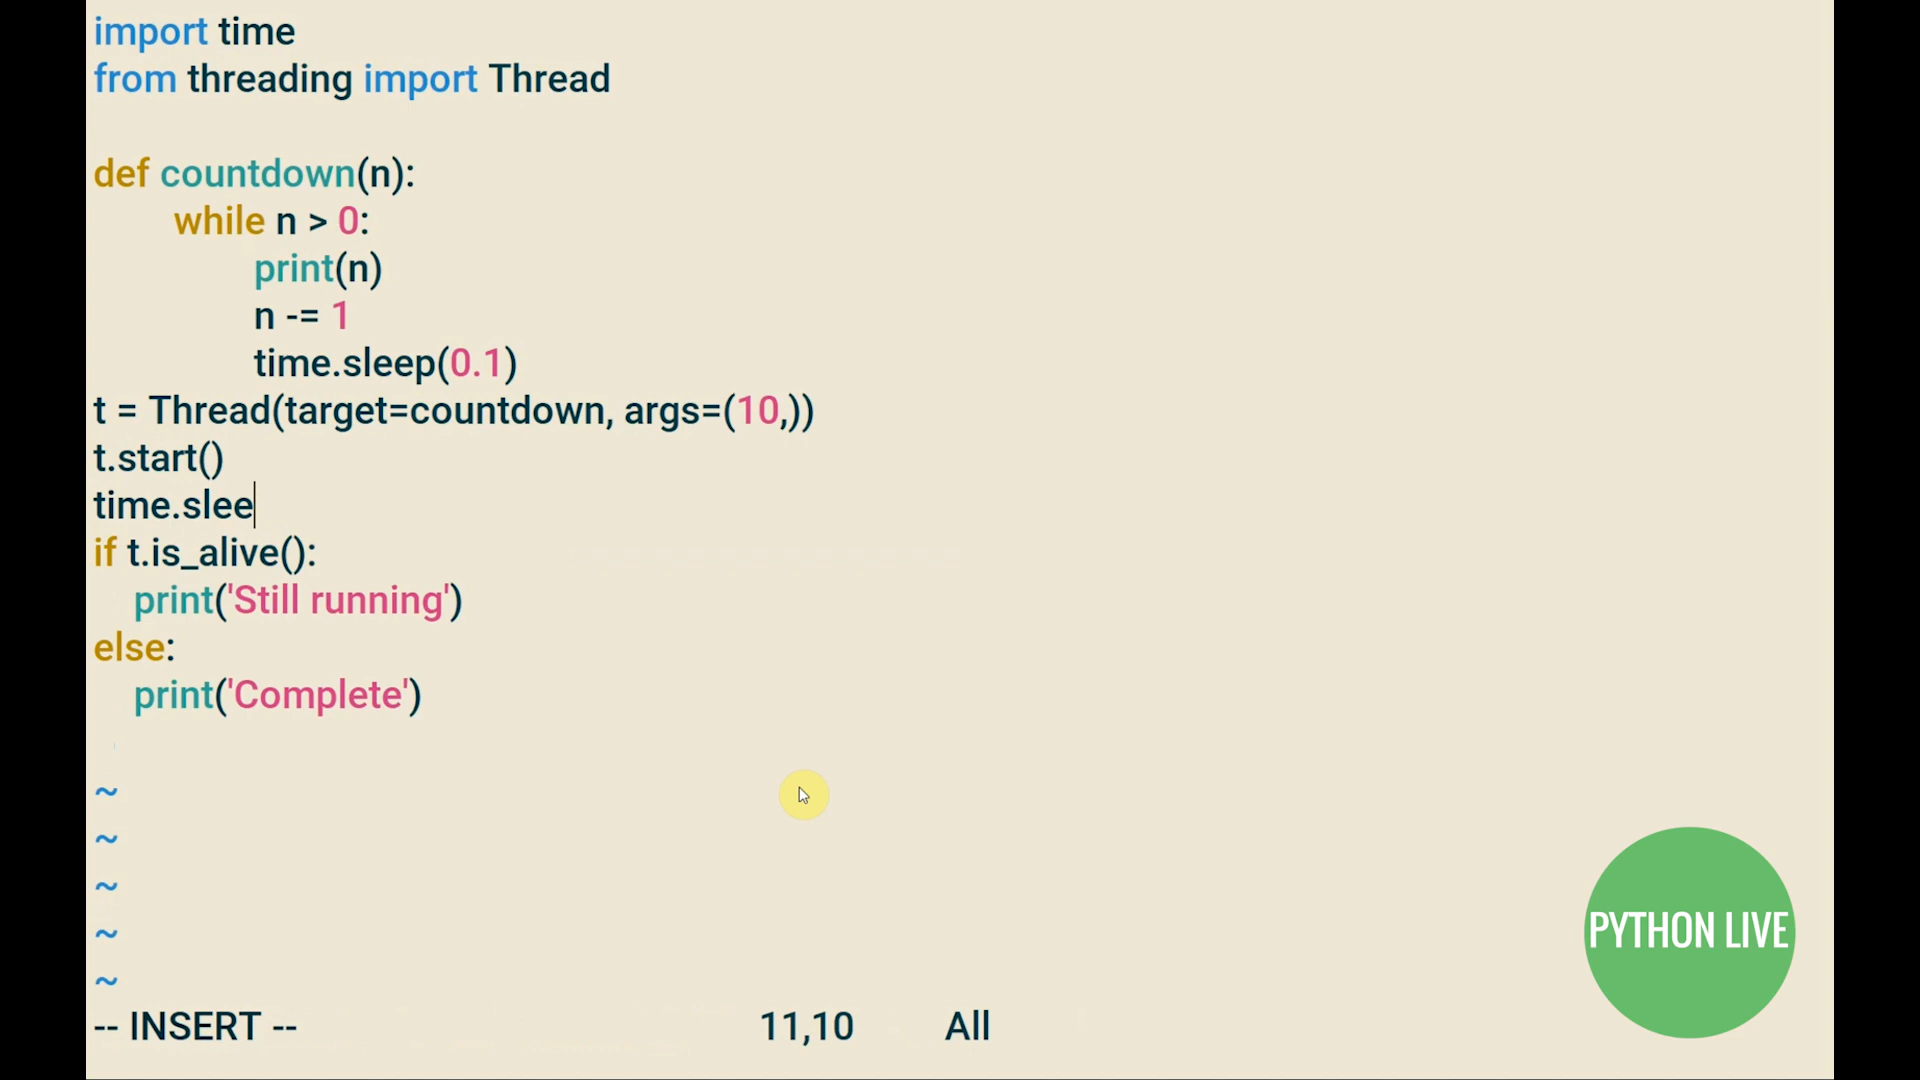 import time
from threading import Thread
def countdown(n):
while n > 0:
print(n)
n -= 1
time.sleep(0.1)
t = Thread(target=countdown, args=(10,))
t.start()
time.slee
if t.is_alive():
print('Still running')
else:
print('Complete')
~
~
~
~
~
-- INSERT -- 11,10 All
PYTHON LIVE